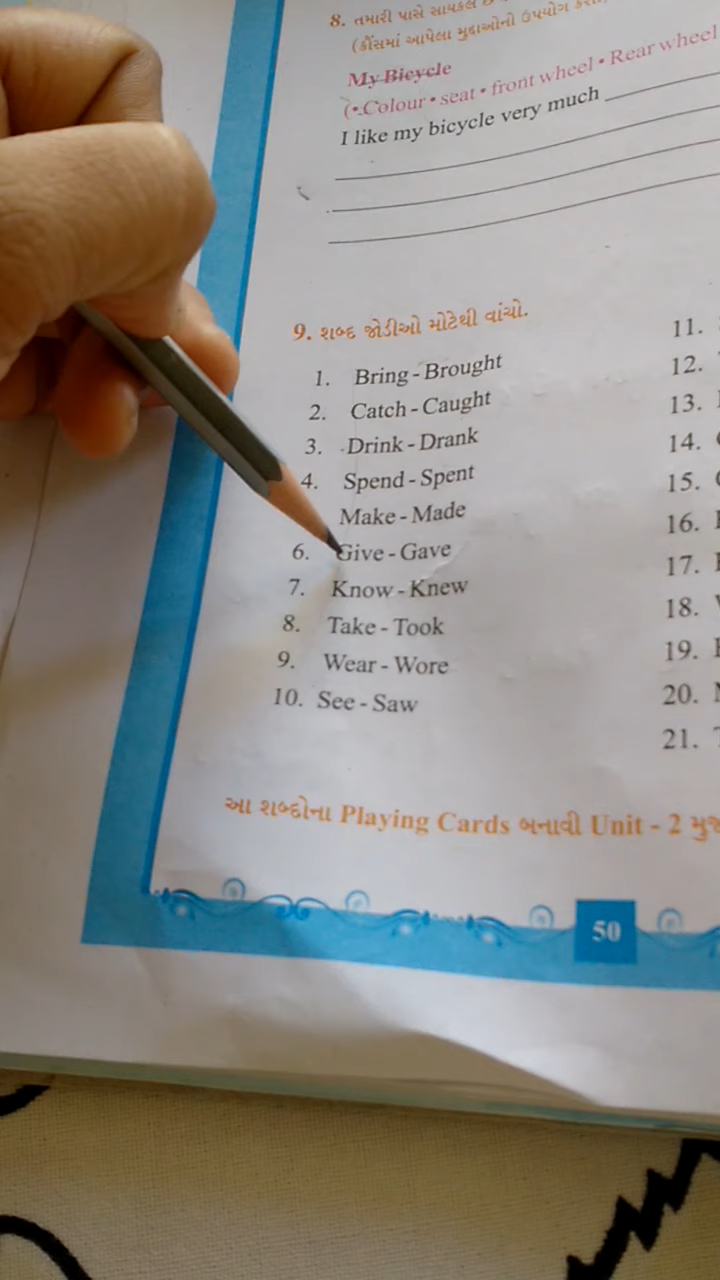 8. તમારી પાસે સાયકલ
(કૌંસમાં આપેલા મુદ્દાઓનો ઉપયોગ કરી
My Bicycle
(• Colour • seat • front wheel • Rear wheel
I like my bicycle very much
9. શબ્દ જોડીઓ મોટેથી વાંચો.
1. Bring - Brought
2. Catch - Caught
3. Drink - Drank
4. Spend - Spent
Make - Made
6. Give - Gave
7. Know - Knew
8. Take - Took
9. Wear - Wore
10. See - Saw
11.
12.
13.
14.
15.
16.
17.
18.
19.
20.
21.
આ શબ્દોના Playing Cards બનાવી Unit - 2
50